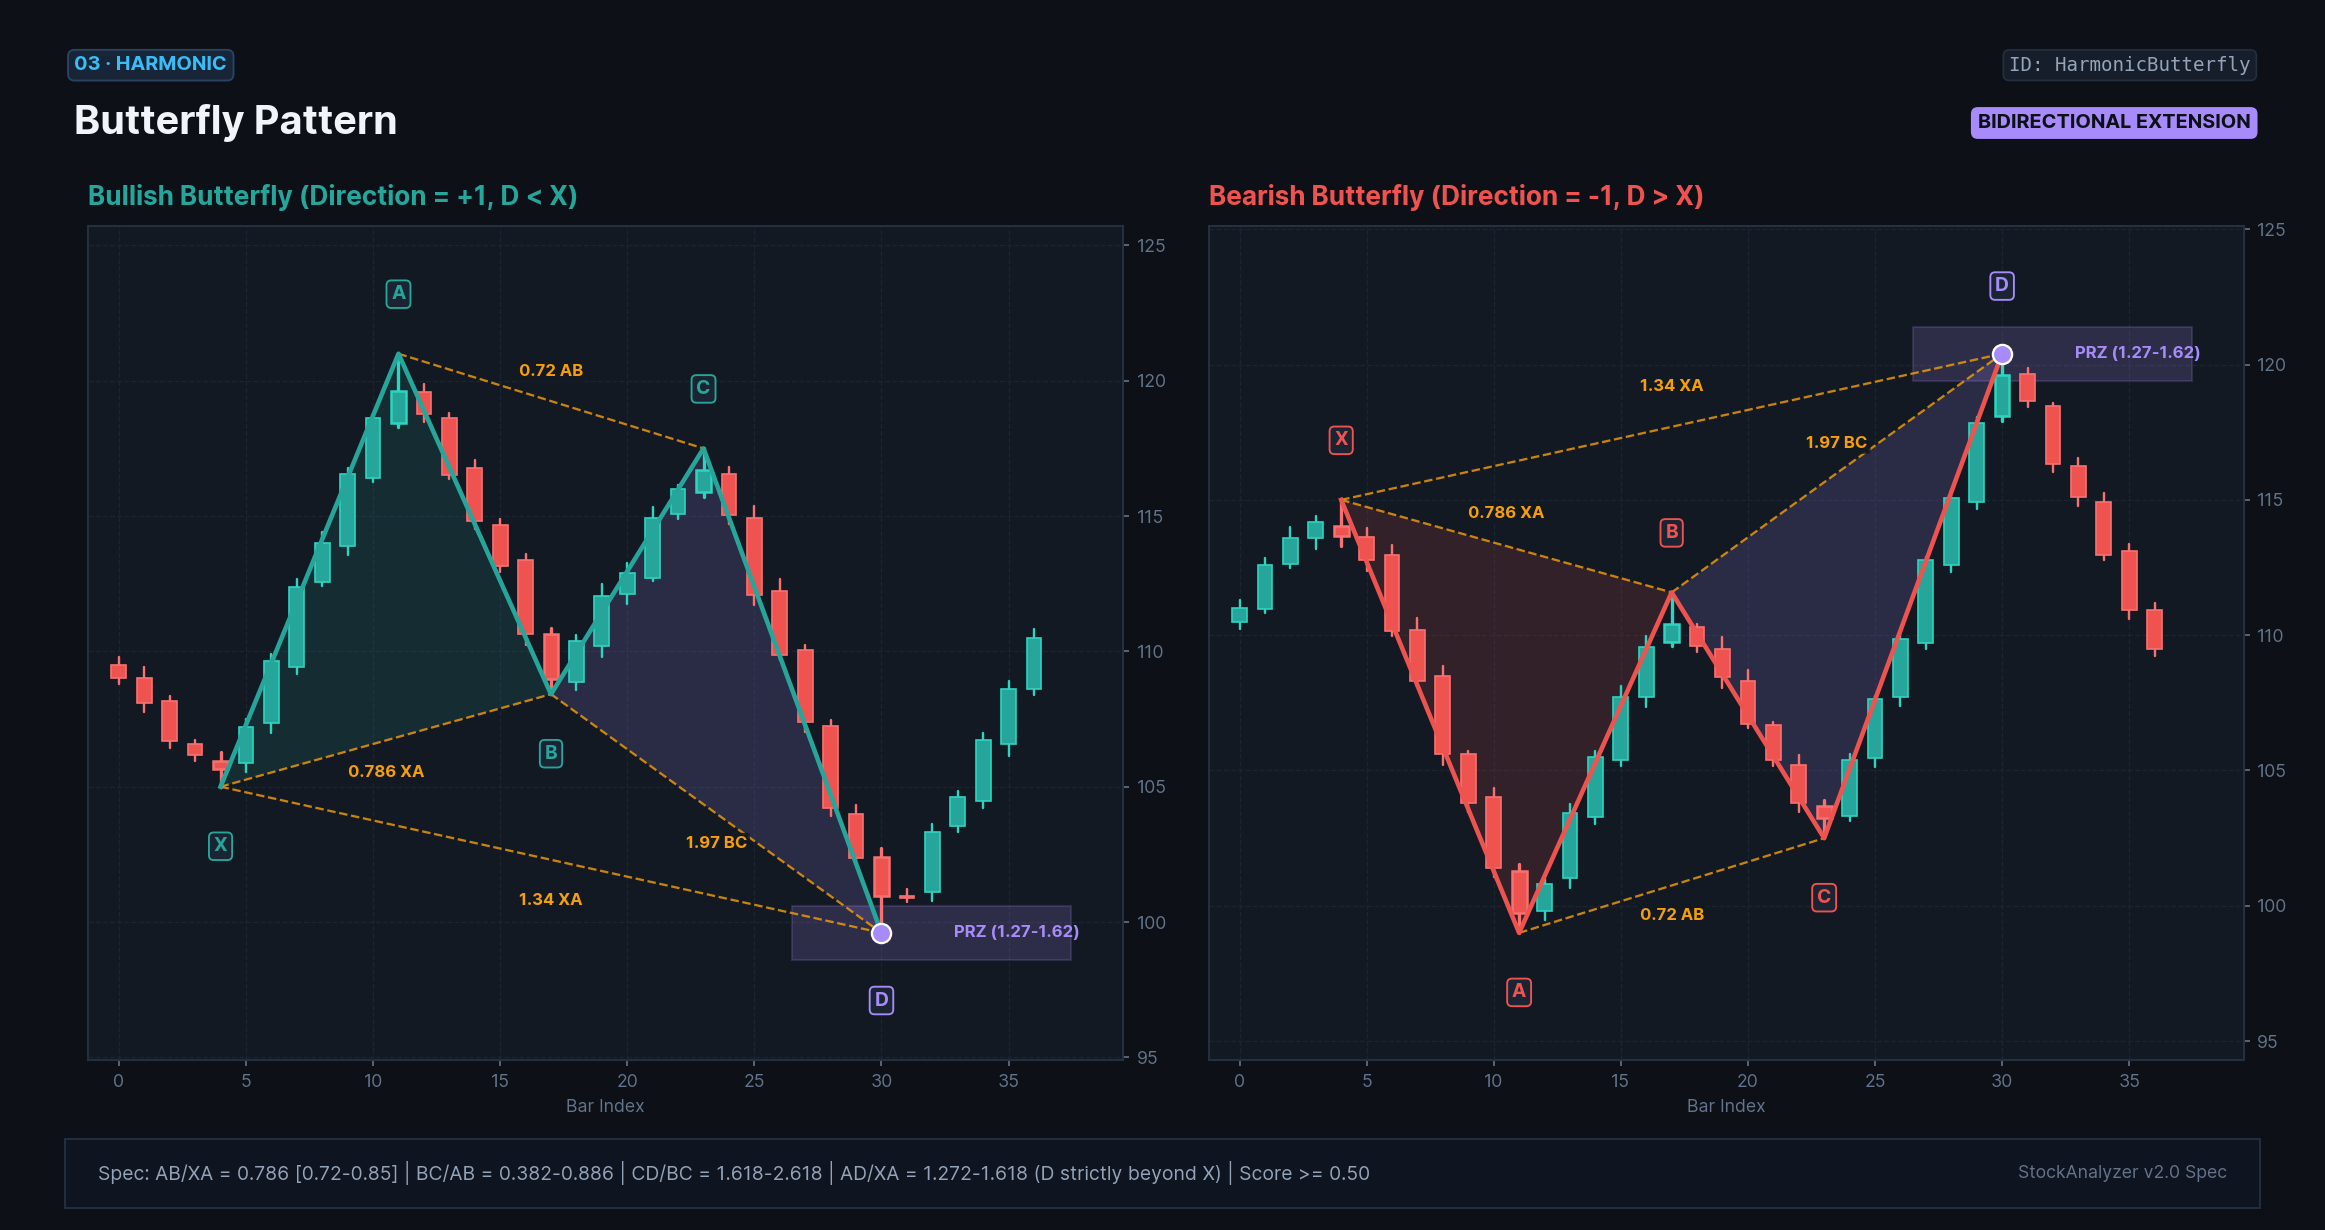 03 · HARMONIC
ID: HarmonicButterfly
Butterfly Pattern
BIDIRECTIONAL EXTENSION
Bullish Butterfly (Direction = +1, D < X)
A
C
B
X
D
0.72 AB
0.786 XA
1.97 BC
1.34 XA
PRZ (1.27-1.62)
125
120
115
110
105
100
95
0 5 10 15 20 25 30 35
Bar Index
Bearish Butterfly (Direction = -1, D > X)
D
X
B
C
A
1.34 XA
1.97 BC
0.786 XA
0.72 AB
PRZ (1.27-1.62)
125
120
115
110
105
100
95
0 5 10 15 20 25 30 35
Bar Index
Spec: AB/XA = 0.786 [0.72-0.85] | BC/AB = 0.382-0.886 | CD/BC = 1.618-2.618 | AD/XA = 1.272-1.618 (D strictly beyond X) | Score >= 0.50
StockAnalyzer v2.0 Spec